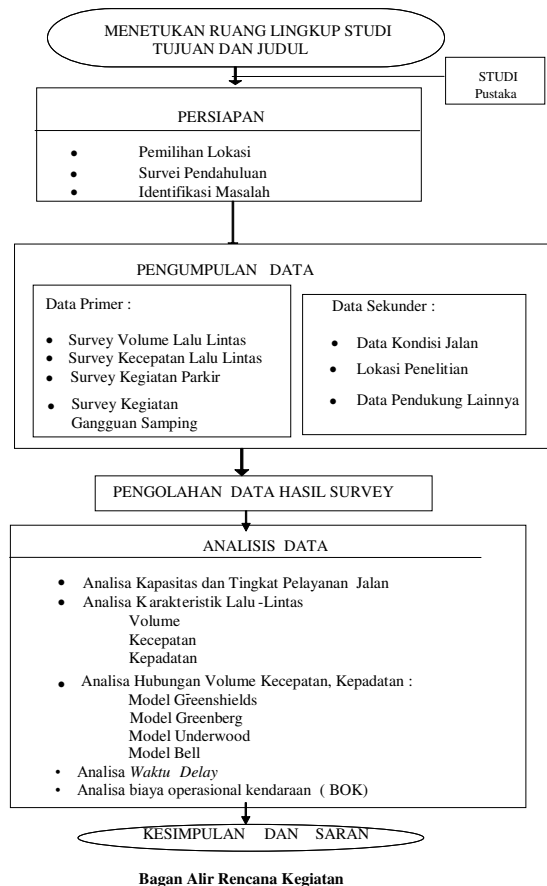 MENETUKAN RUANG LINGKUP STUDI
TUJUAN DAN JUDUL
STUDI
Pustaka
PERSIAPAN
• Pemilihan Lokasi
• Survei Pendahuluan
• Identifikasi Masalah
PENGUMPULAN DATA
Data Primer :
• Survey Volume Lalu Lintas
• Survey Kecepatan Lalu Lintas
• Survey Kegiatan Parkir
• Survey Kegiatan
Gangguan Samping
Data Sekunder :
• Data Kondisi Jalan
• Lokasi Penelitian
• Data Pendukung Lainnya
PENGOLAHAN DATA HASIL SURVEY
ANALISIS DATA
• Analisa Kapasitas dan Tingkat Pelayanan Jalan
• Analisa Karakteristik Lalu -Lintas
Volume
Kecepatan
Kepadatan
• Analisa Hubungan Volume Kecepatan, Kepadatan :
Model Greenshields
Model Greenberg
Model Underwood
Model Bell
• Analisa Waktu Delay
• Analisa biaya operasional kendaraan ( BOK)
KESIMPULAN DAN SARAN
Bagan Alir Rencana Kegiatan